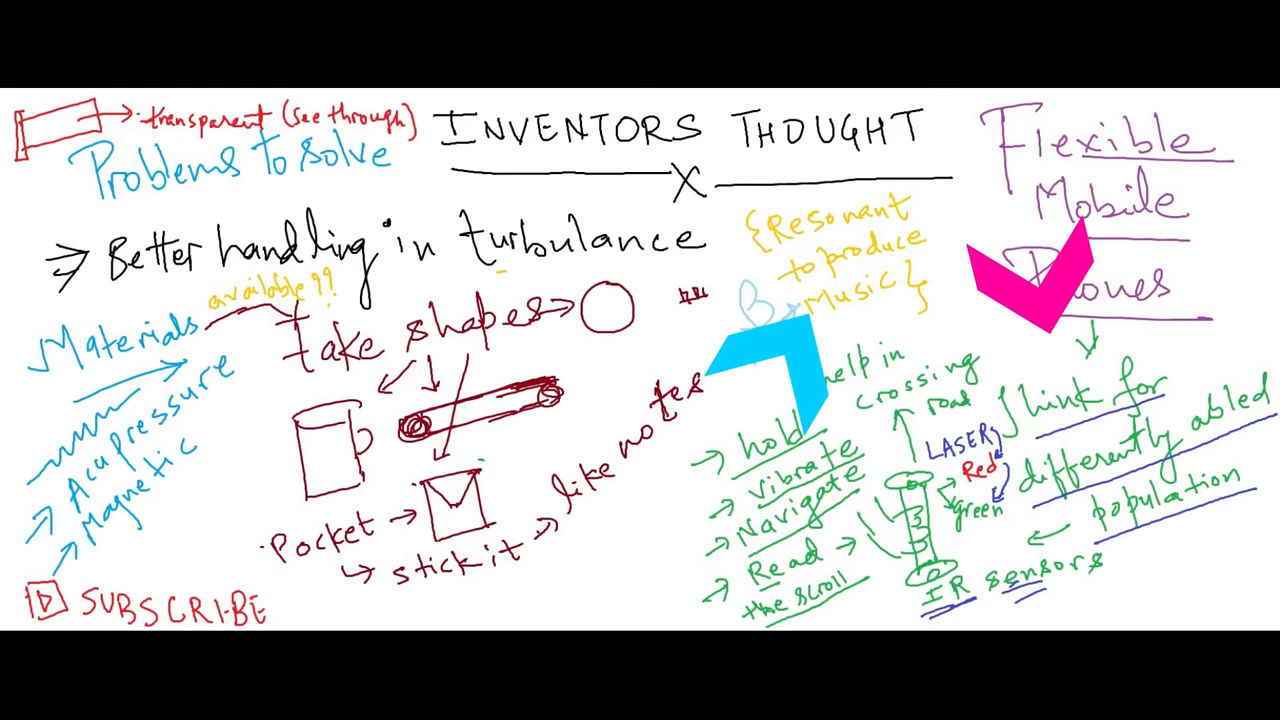 transparent (see through)
INVENTORS THOUGHT
X
Problems to solve
Flexible
Mobile
Better handling in turbulance
{Resonant
to produce
Music}
available ??
Materials
take shapes
Acupressure
Magnetic
Pocket
stick it
like notes
help in
crossing
road
hold
vibrate
Navigate
Read
the scroll
LASER
Red
green
Think for
differently abled
population
IR sensors
SUBSCRIBE